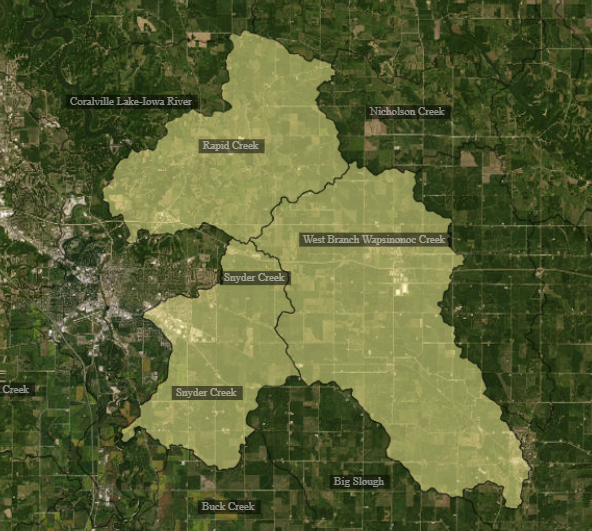 Coralville Lake-Iowa River
Nicholson Creek
Rapid Creek
West Branch Wapsinonoc Creek
Snyder Creek
Creek
Snyder Creek
Big Slough
Buck Creek